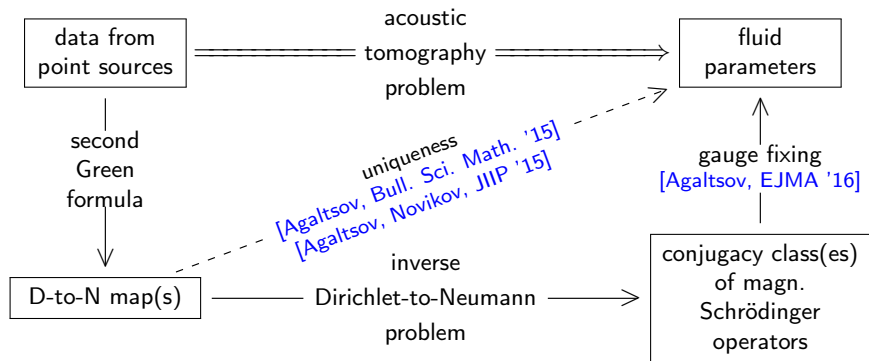 data from
point sources
acoustic
tomography
problem
fluid
parameters
second
Green
formula
uniqueness
[Agaltsov, Bull. Sci. Math. '15]
[Agaltsov, Novikov, JIIP '15]
gauge fixing
[Agaltsov, EJMA '16]
D-to-N map(s)
inverse
Dirichlet-to-Neumann
problem
conjugacy class(es)
of magn.
Schrödinger
operators